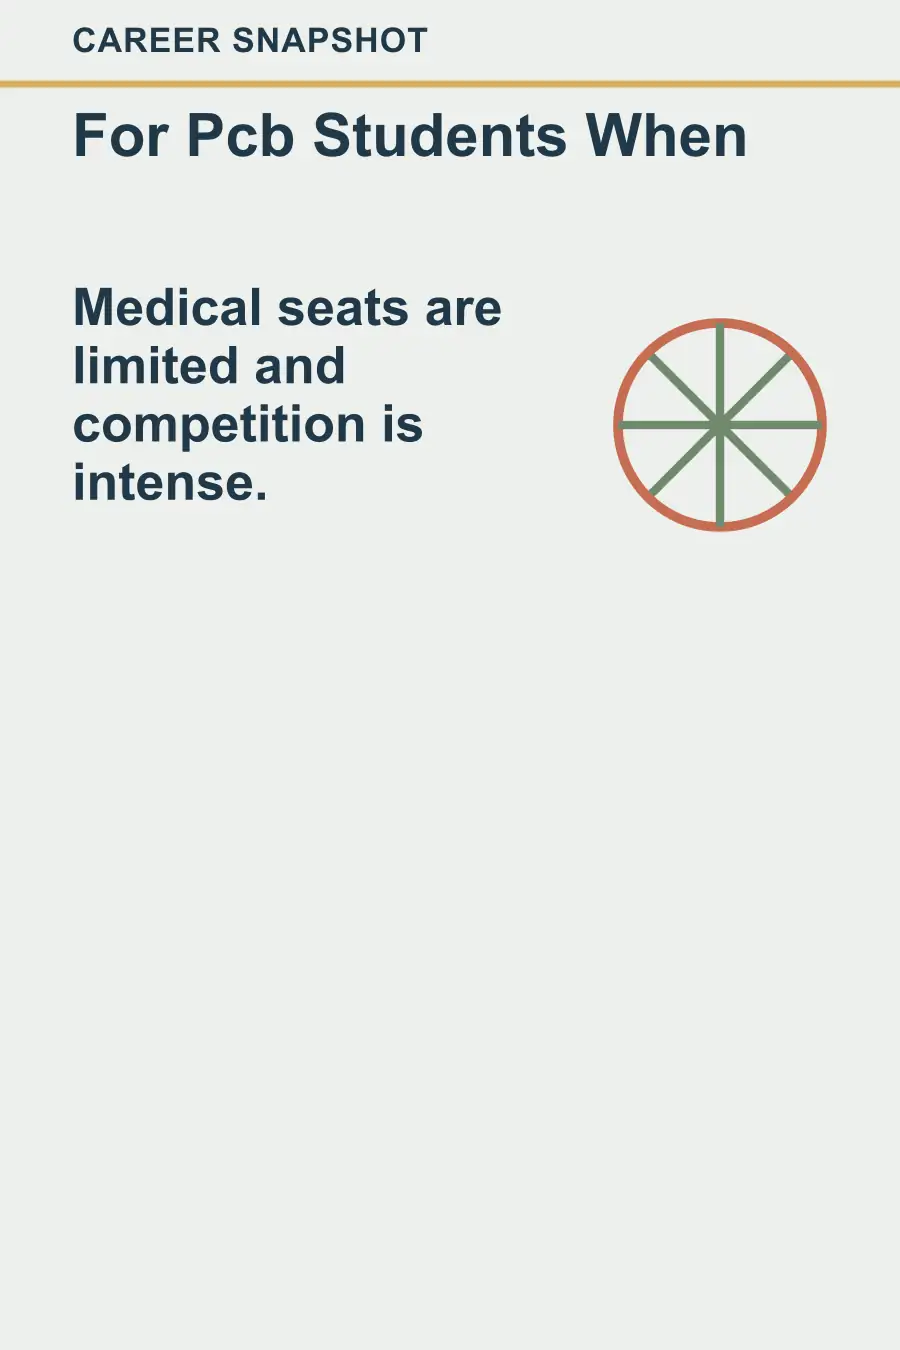 CAREER SNAPSHOT
For Pcb Students When
Medical seats are
limited and
competition is
intense.